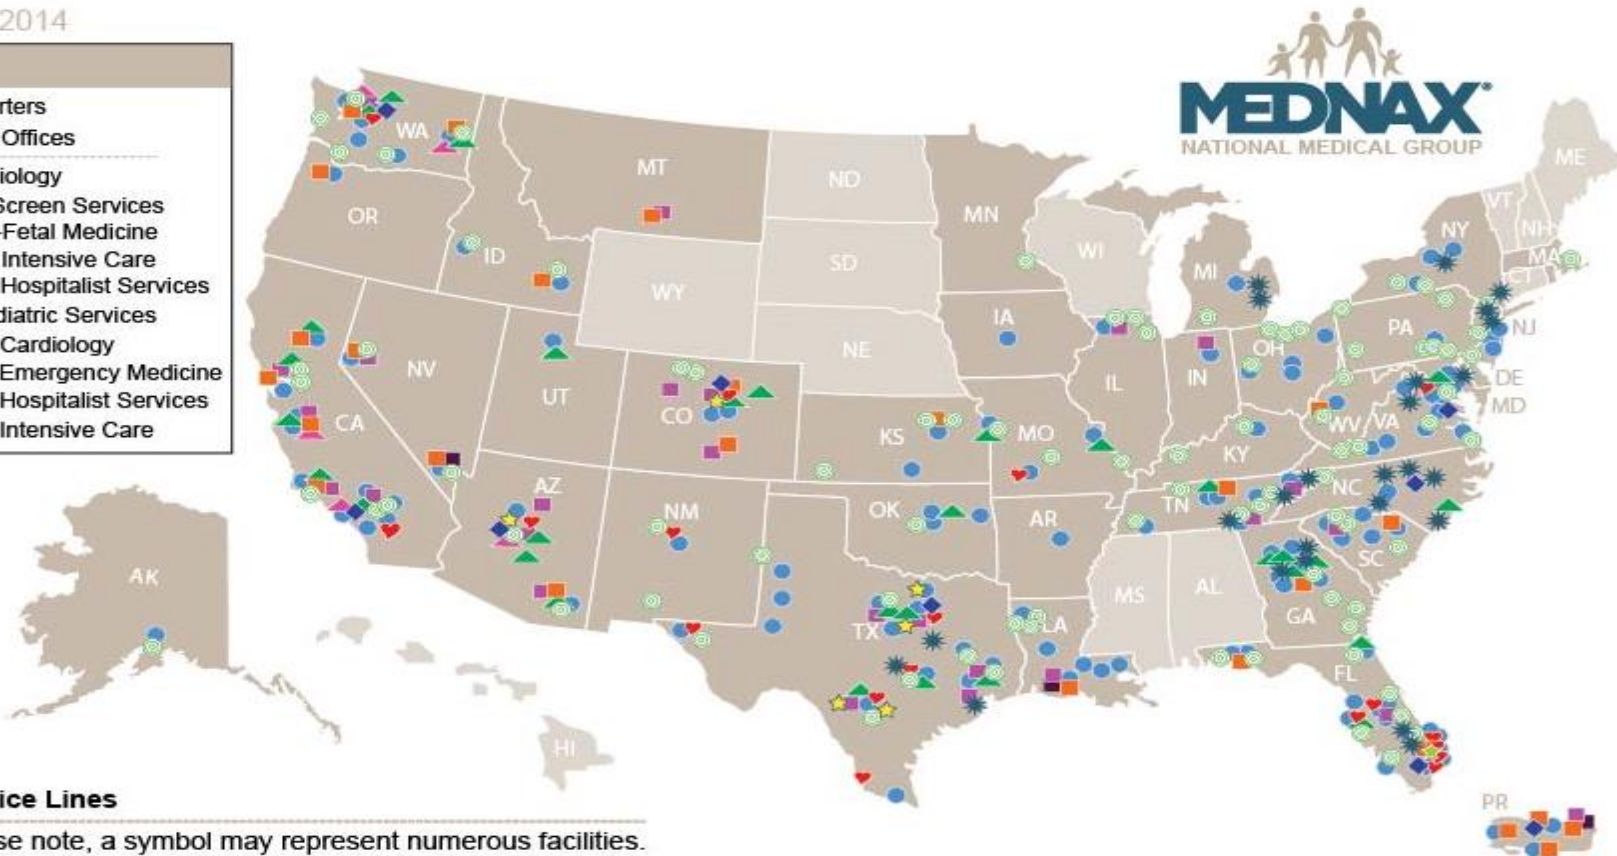 2014
rters
Offices
iology
Screen Services
-Fetal Medicine
Intensive Care
Hospitalist Services
diatric Services
Cardiology
Emergency Medicine
Hospitalist Services
Intensive Care
MEDNAX®
NATIONAL MEDICAL GROUP
WA
MT
ND
MN
ME
VT
NH
NY
MA
CT
OR
ID
WY
SD
WI
MI
IA
NE
PA
NJ
OH
IL
IN
DE
MD
NV
UT
CO
CA
KS
MO
WV
VA
KY
AZ
NM
OK
AR
TN
NC
SC
MS
AL
GA
TX
LA
FL
AK
HI
PR
ice Lines
se note, a symbol may represent numerous facilities.